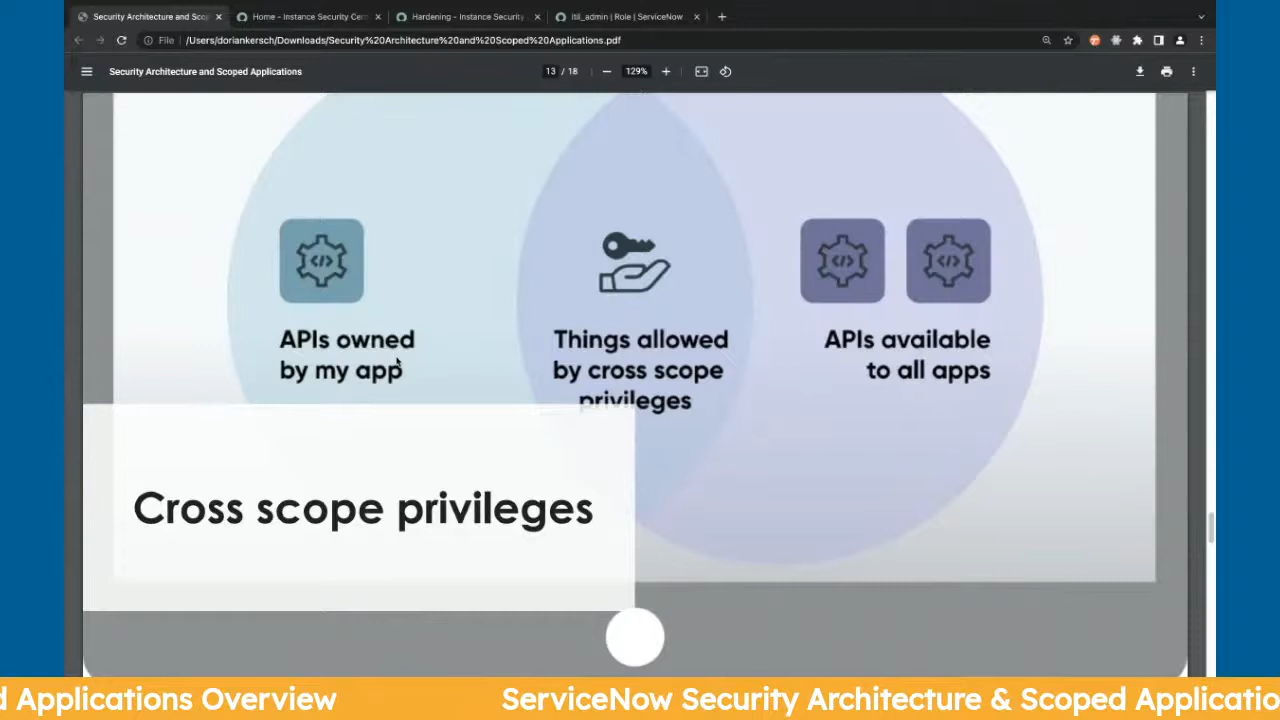 Security Architecture and Sco
Home - Instance Security Cen
Hardening - Instance Security
itil_admin | Role | ServiceNow
File
/Users/doriankersch/Downloads/Security%20Architecture%20and%20Scoped%20Applications.pdf
Security Architecture and Scoped Applications
13 / 18
129%
APIs owned
by my app
Things allowed
by cross scope
privileges
APIs available
to all apps
Cross scope privileges
d Applications Overview
ServiceNow Security Architecture & Scoped Applicatio